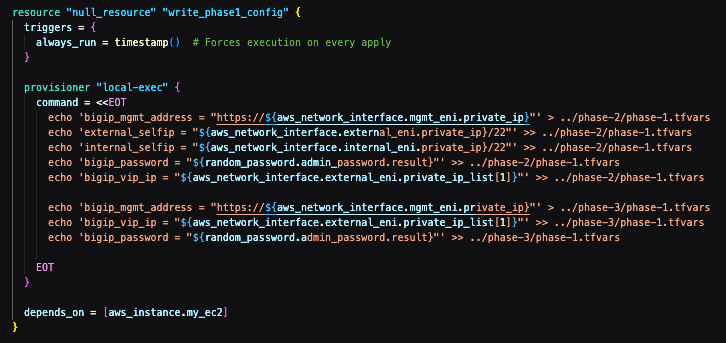 resource "null_resource" "write_phase1_config" {
  triggers = {
    always_run = timestamp()  # Forces execution on every apply
  }

  provisioner "local-exec" {
    command = <<EOT
      echo 'bigip_mgmt_address = "https://${aws_network_interface.mgmt_eni.private_ip}"' > ../phase-2/phase-1.tfvars
      echo 'external_selfip = "${aws_network_interface.external_eni.private_ip}/22"' >> ../phase-2/phase-1.tfvars
      echo 'internal_selfip = "${aws_network_interface.internal_eni.private_ip}/22"' >> ../phase-2/phase-1.tfvars
      echo 'bigip_password = "${random_password.admin_password.result}"' >> ../phase-2/phase-1.tfvars
      echo 'bigip_vip_ip = "${aws_network_interface.external_eni.private_ip_list[1]}"' >> ../phase-2/phase-1.tfvars

      echo 'bigip_mgmt_address = "https://${aws_network_interface.mgmt_eni.private_ip}"' > ../phase-3/phase-1.tfvars
      echo 'bigip_vip_ip = "${aws_network_interface.external_eni.private_ip_list[1]}"' >> ../phase-3/phase-1.tfvars
      echo 'bigip_password = "${random_password.admin_password.result}"' >> ../phase-3/phase-1.tfvars

    EOT
  }

  depends_on = [aws_instance.my_ec2]
}